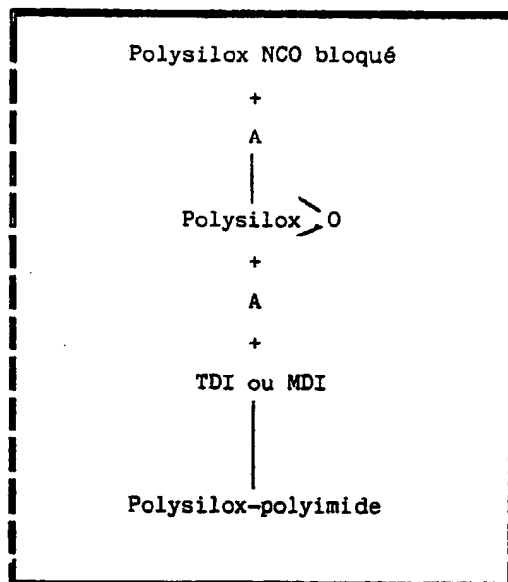 Polysilox NCO bloqué
+
A
Polysilox O
+
A
+
TDI ou MDI
Polysilox-polyimide